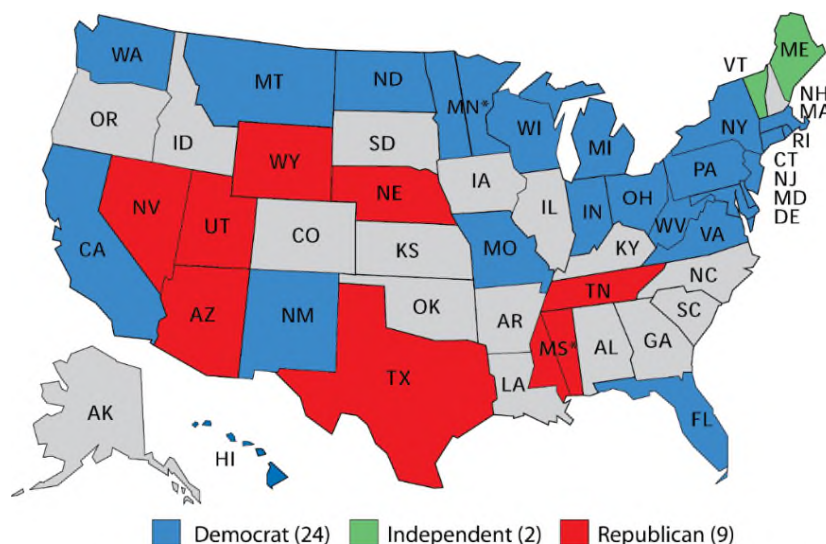 WA
MT
ND
MN*
VT
ME
NH
MA
OR
ID
SD
WI
MI
NY
RI
CT
WY
NJ
IA
NE
PA
MD
NV
IL
IN
OH
DE
UT
CO
WV
VA
CA
KS
MO
KY
NC
TN
AZ
NM
OK
AR
SC
MS*
AL
GA
TX
LA
AK
FL
HI
Democrat (24)
Independent (2)
Republican (9)